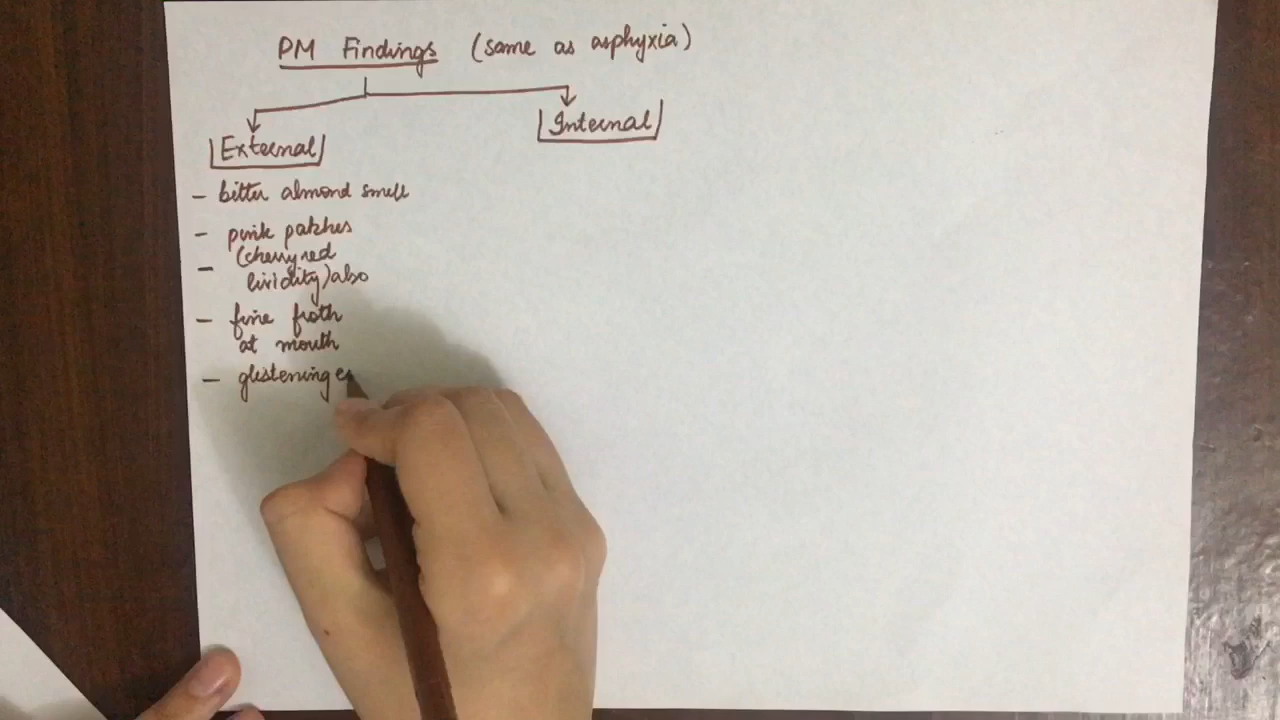 PM Findings (same as asphyxia)
External
Internal
- bitter almond smell
- pink patches
(cherry red
- lividity) also
- fine froth
at mouth
- glistening